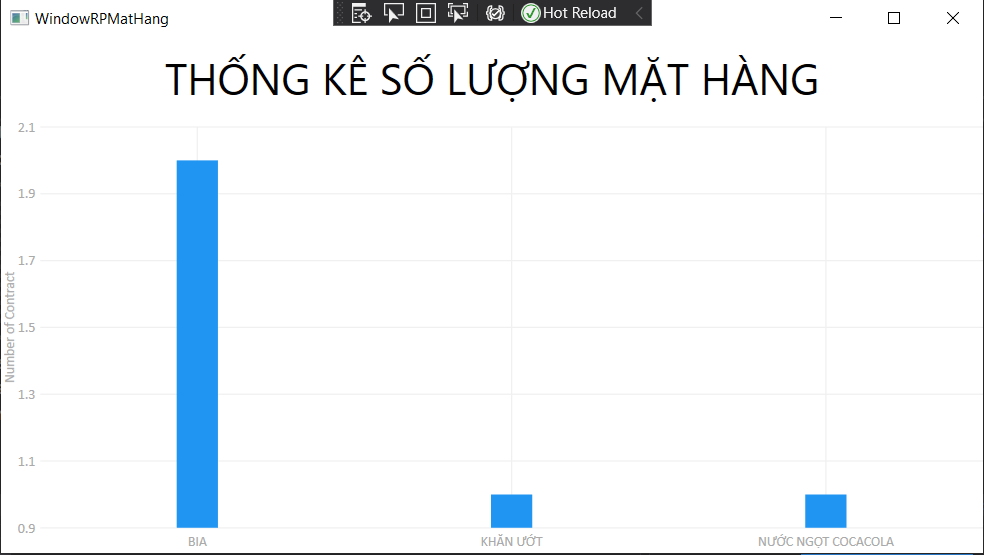 WindowRPMatHang
Hot Reload
THỐNG KÊ SỐ LƯỢNG MẶT HÀNG
2.1
1.9
1.7
1.5
1.3
1.1
0.9
Number of Contract
BIA
KHĂN ƯỚT
NƯỚC NGỌT COCACOLA